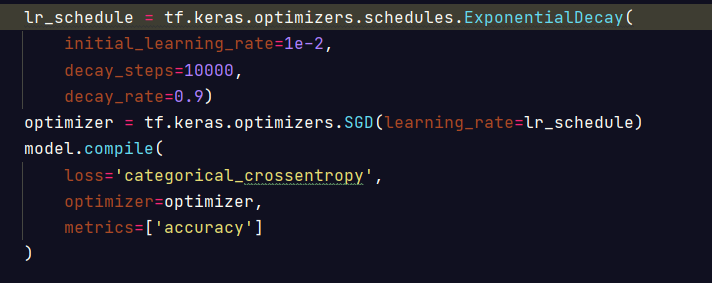 lr_schedule = tf.keras.optimizers.schedules.ExponentialDecay(
    initial_learning_rate=1e-2,
    decay_steps=10000,
    decay_rate=0.9)
optimizer = tf.keras.optimizers.SGD(learning_rate=lr_schedule)
model.compile(
    loss='categorical_crossentropy',
    optimizer=optimizer,
    metrics=['accuracy']
)